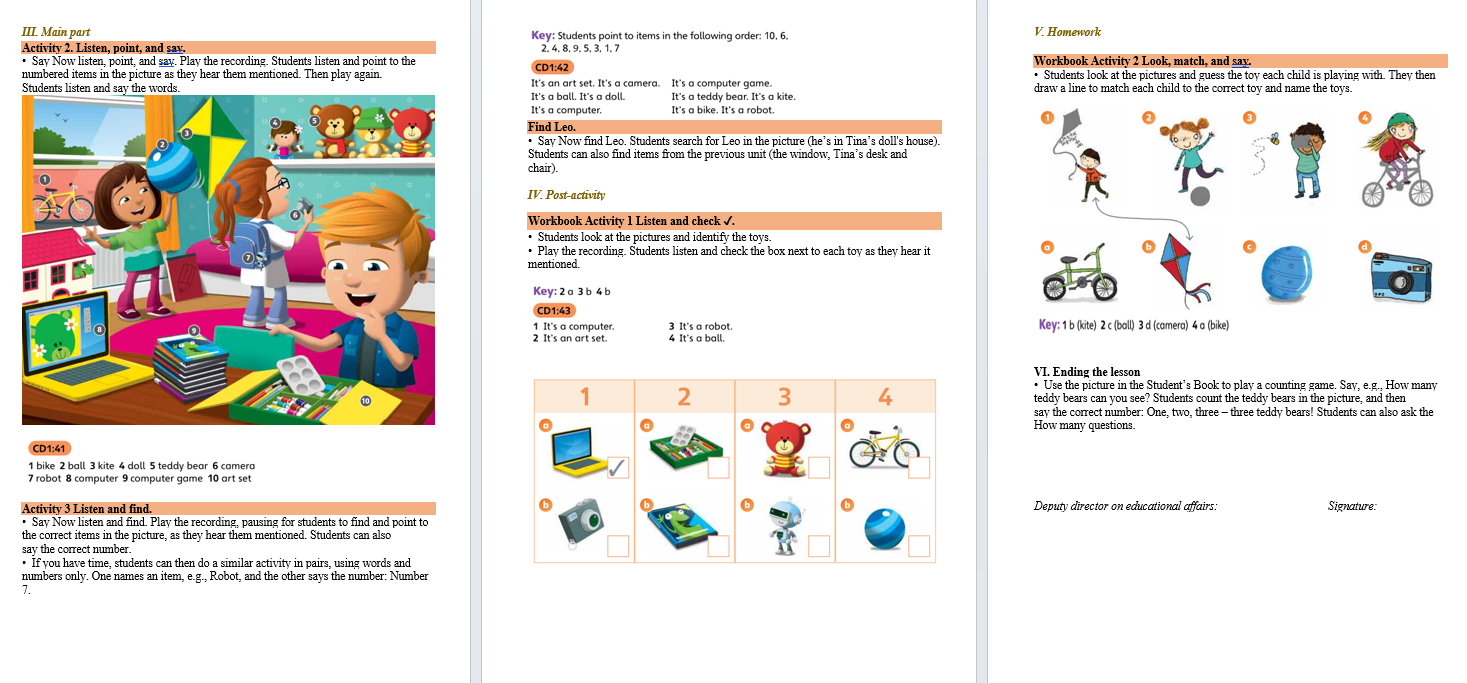 III. Main part
Activity 2. Listen, point, and say.
• Say Now listen, point, and say. Play the recording. Students listen and point to the
numbered items in the picture as they hear them mentioned. Then play again.
Students listen and say the words.
1
2
3
4
5
6
7
8
9
10
CD1:41
1 bike 2 ball 3 kite 4 doll 5 teddy bear 6 camera
7 robot 8 computer 9 computer game 10 art set
Activity 3 Listen and find.
• Say Now listen and find. Play the recording, pausing for students to find and point to
the correct items in the picture, as they hear them mentioned. Students can also
say the correct number.
• If you have time, students can then do a similar activity in pairs, using words and
numbers only. One names an item, e.g., Robot, and the other says the number: Number
7.
Key: Students point to items in the following order: 10, 6,
2, 4, 8, 9, 5, 3, 1, 7
CD1:42
It's an art set. It's a camera. It's a computer game.
It's a ball. It's a doll. It's a teddy bear. It's a kite.
It's a computer. It's a bike. It's a robot.
Find Leo.
• Say Now find Leo. Students search for Leo in the picture (he’s in Tina’s doll's house).
Students can also find items from the previous unit (the window, Tina’s desk and
chair).
IV. Post-activity
Workbook Activity 1 Listen and check ✓.
• Students look at the pictures and identify the toys.
• Play the recording. Students listen and check the box next to each toy as they hear it
mentioned.
Key: 2 a 3 b 4 b
CD1:43
1 It's a computer. 3 It's a robot.
2 It's an art set. 4 It's a ball.
1 2 3 4
a a a a
b b b b
V. Homework
Workbook Activity 2 Look, match, and say.
• Students look at the pictures and guess the toy each child is playing with. They then
draw a line to match each child to the correct toy and name the toys.
1 2 3 4
a b c d
Key: 1 b (kite) 2 c (ball) 3 d (camera) 4 a (bike)
VI. Ending the lesson
• Use the picture in the Student’s Book to play a counting game. Say, e.g., How many
teddy bears can you see? Students count the teddy bears in the picture, and then
say the correct number: One, two, three – three teddy bears! Students can also ask the
How many questions.
Deputy director on educational affairs: Signature: